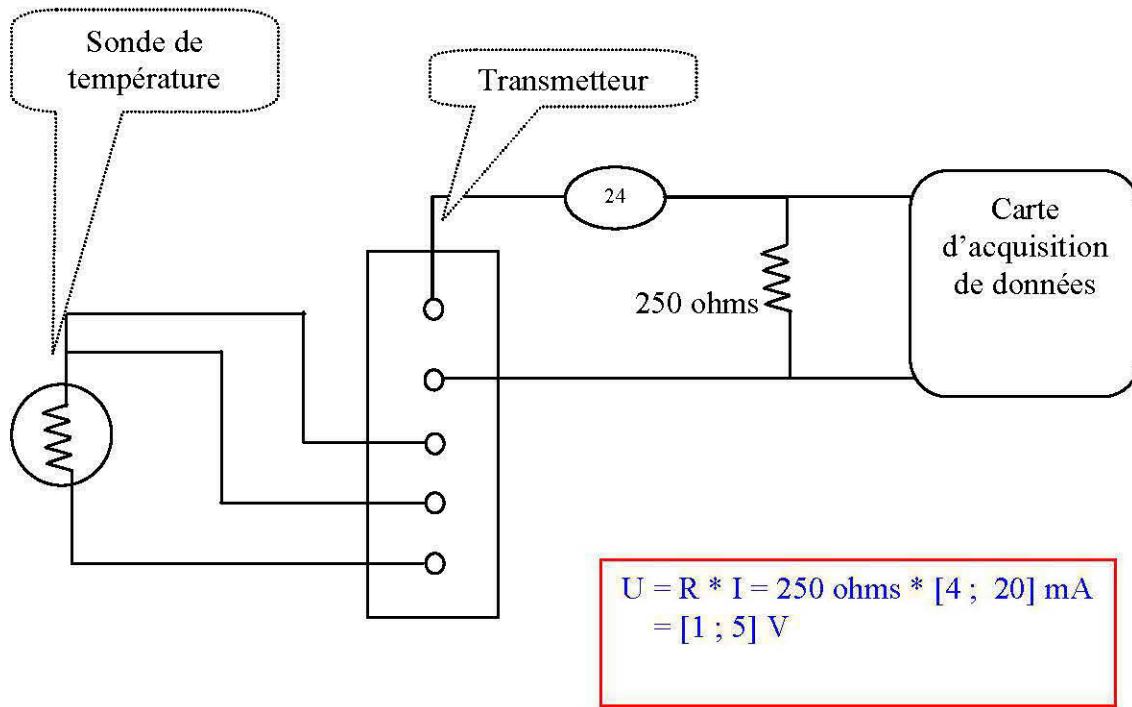 Sonde de
température
Transmetteur
24
Carte
d’acquisition
de données
250 ohms
U = R * I = 250 ohms * [4 ; 20] mA
= [1 ; 5] V